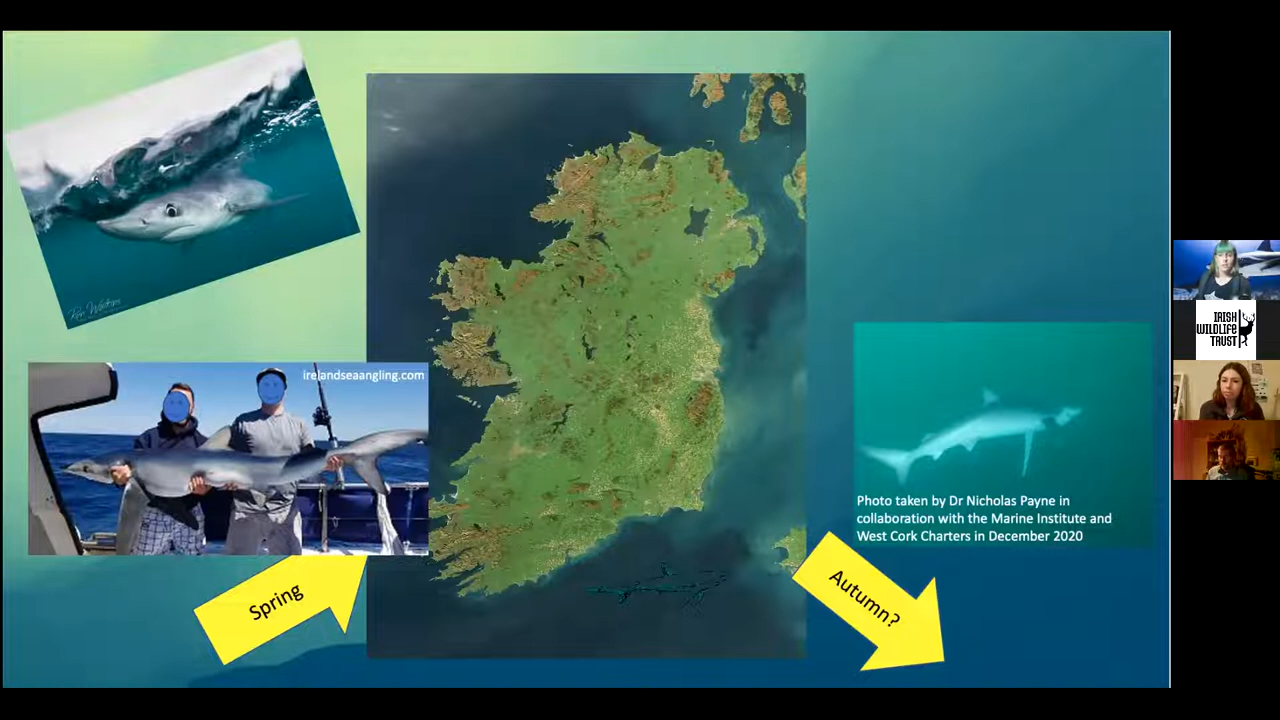 irelandseaangling.com
Spring
Autumn?
Photo taken by Dr Nicholas Payne in
collaboration with the Marine Institute and
West Cork Charters in December 2020
IRISH
WILDLIFE
TRUST